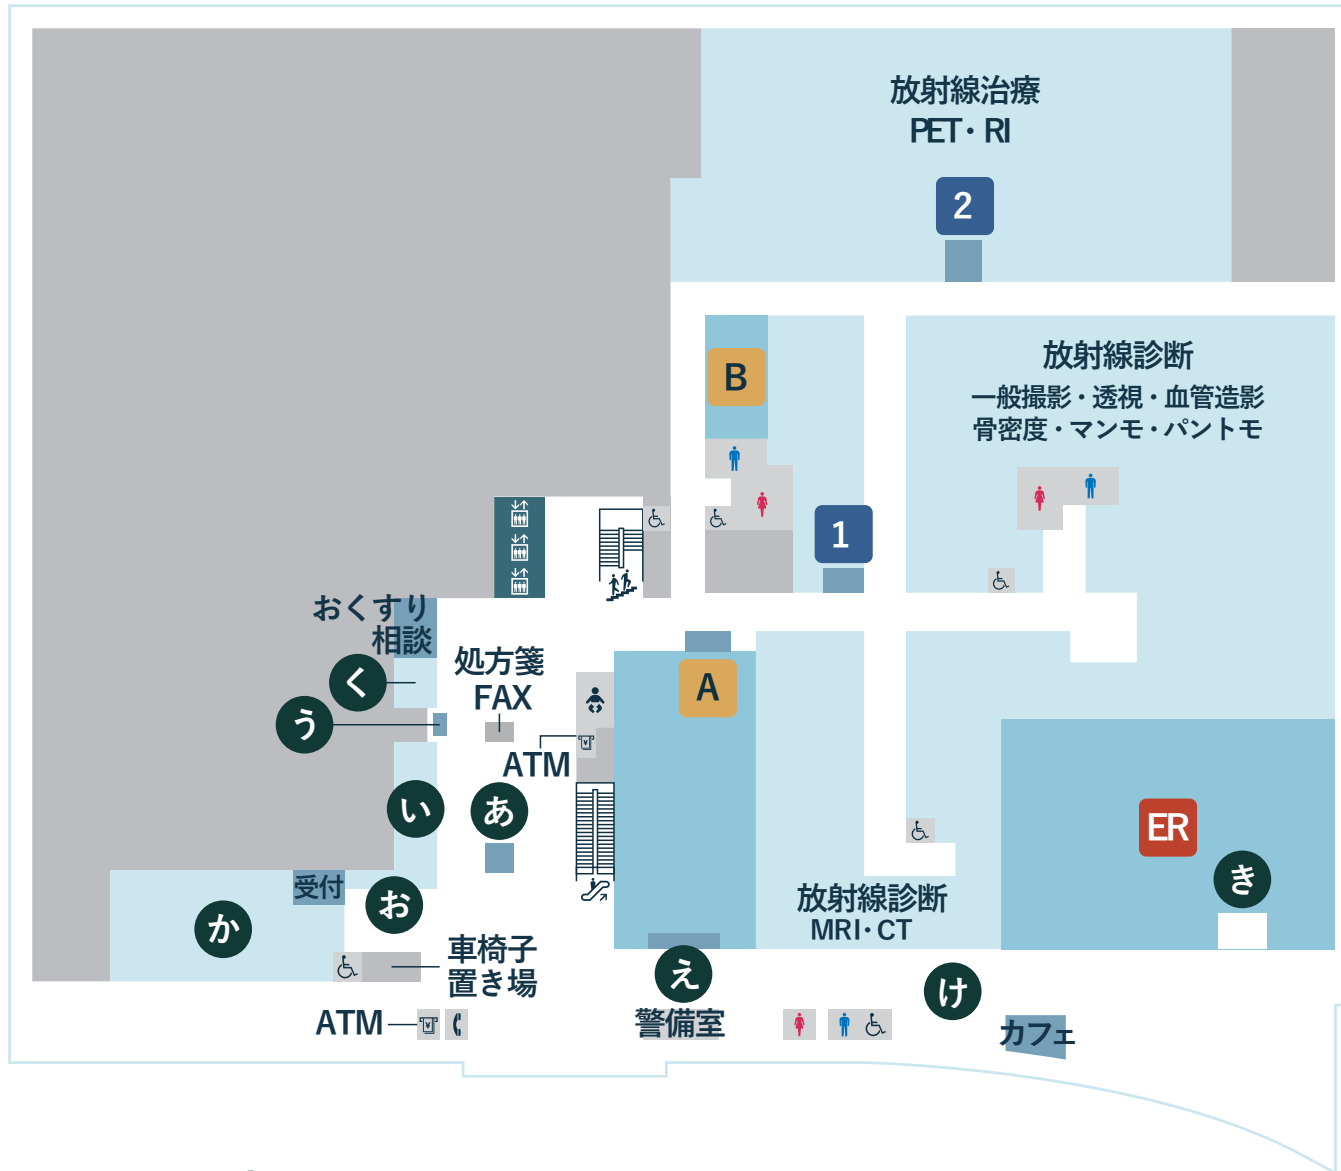 放射線治療
PET・RI
2
B
放射線診断
一般撮影・透視・血管造影
骨密度・マンモ・パントモ
1
おくすり
相談
く
う
処方箋
FAX
ATM
A
い
あ
ER
き
受付
お
か
車椅子
置き場
放射線診断
MRI・CT
え
警備室
け
ATM
カフェ